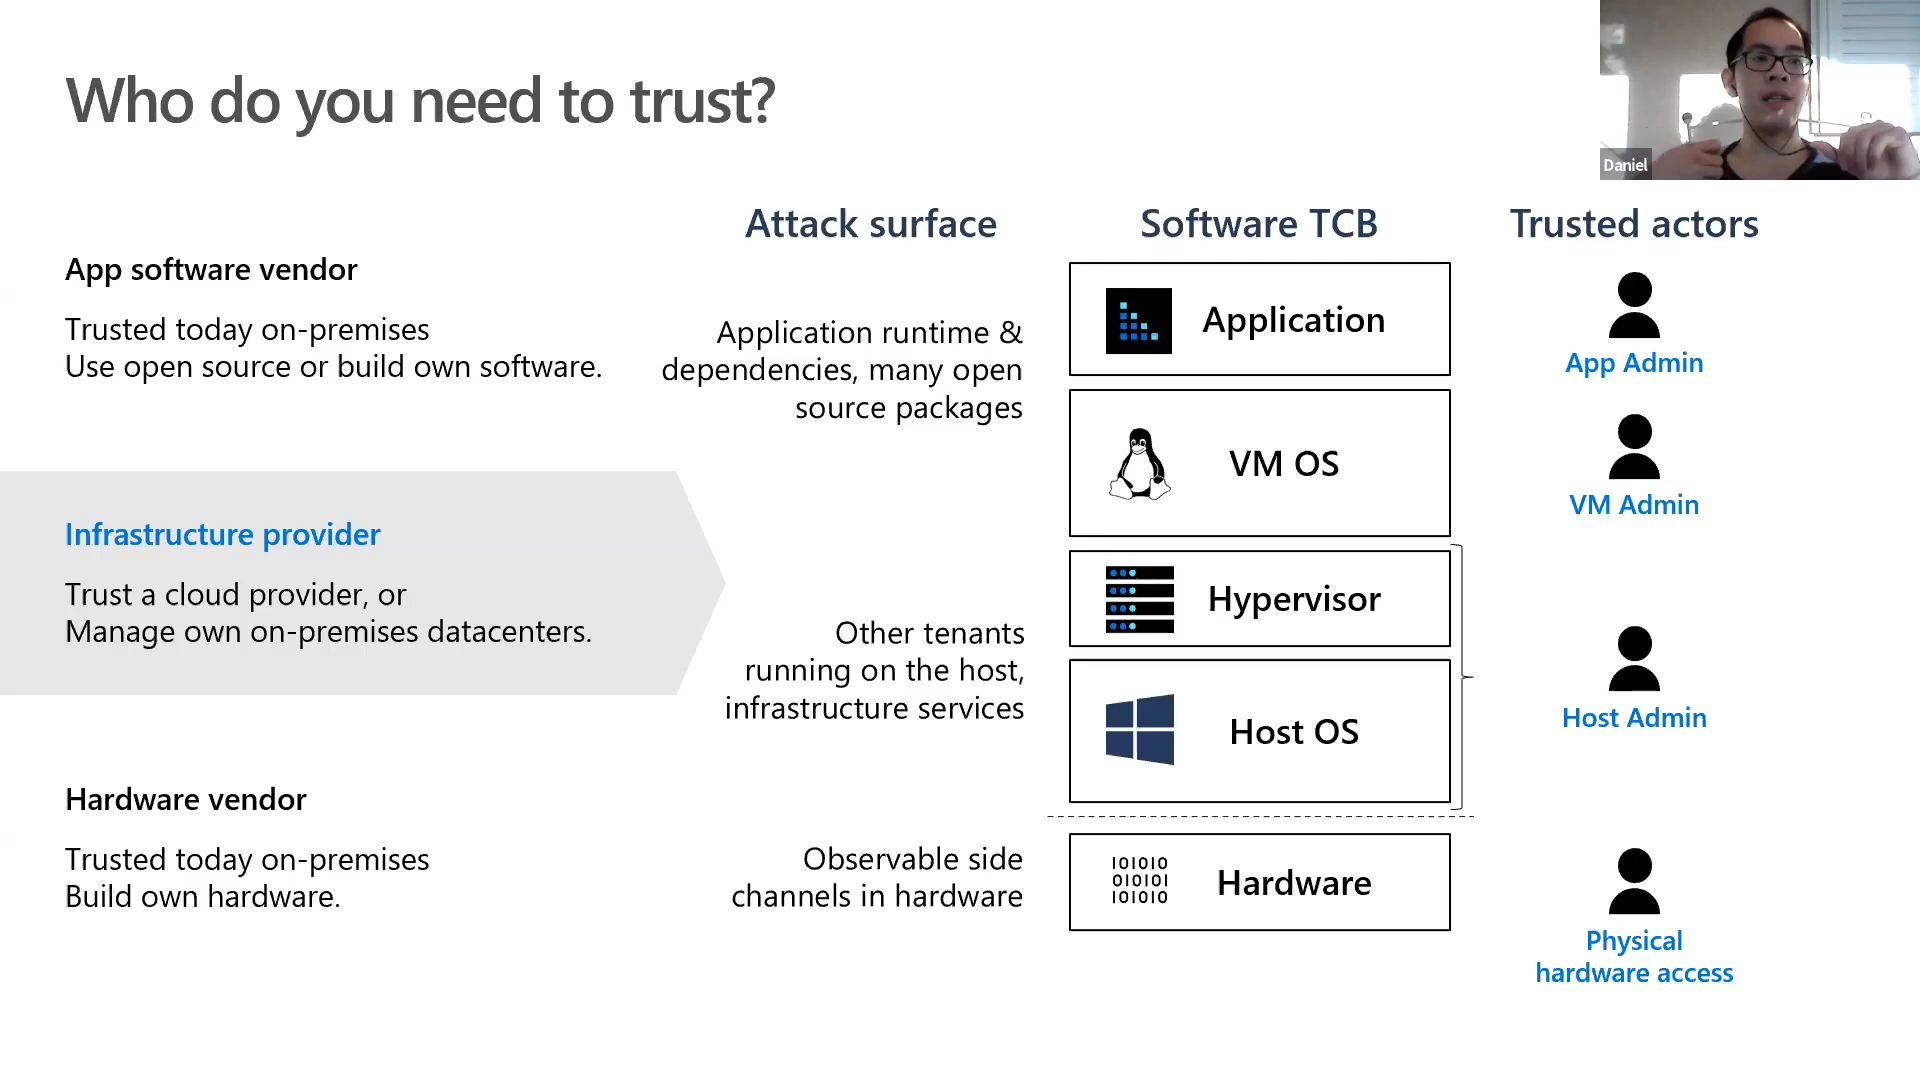 Who do you need to trust?
Daniel
Attack surface
Software TCB
Trusted actors
App software vendor
Trusted today on-premises
Use open source or build own software.
Application runtime &
dependencies, many open
source packages
Application
App Admin
VM OS
VM Admin
Infrastructure provider
Trust a cloud provider, or
Manage own on-premises datacenters.
Other tenants
running on the host,
infrastructure services
Hypervisor
Host OS
Host Admin
Hardware vendor
Trusted today on-premises
Build own hardware.
Observable side
channels in hardware
IOIOIO
OIOIOI
IOIOIO
Hardware
Physical
hardware access